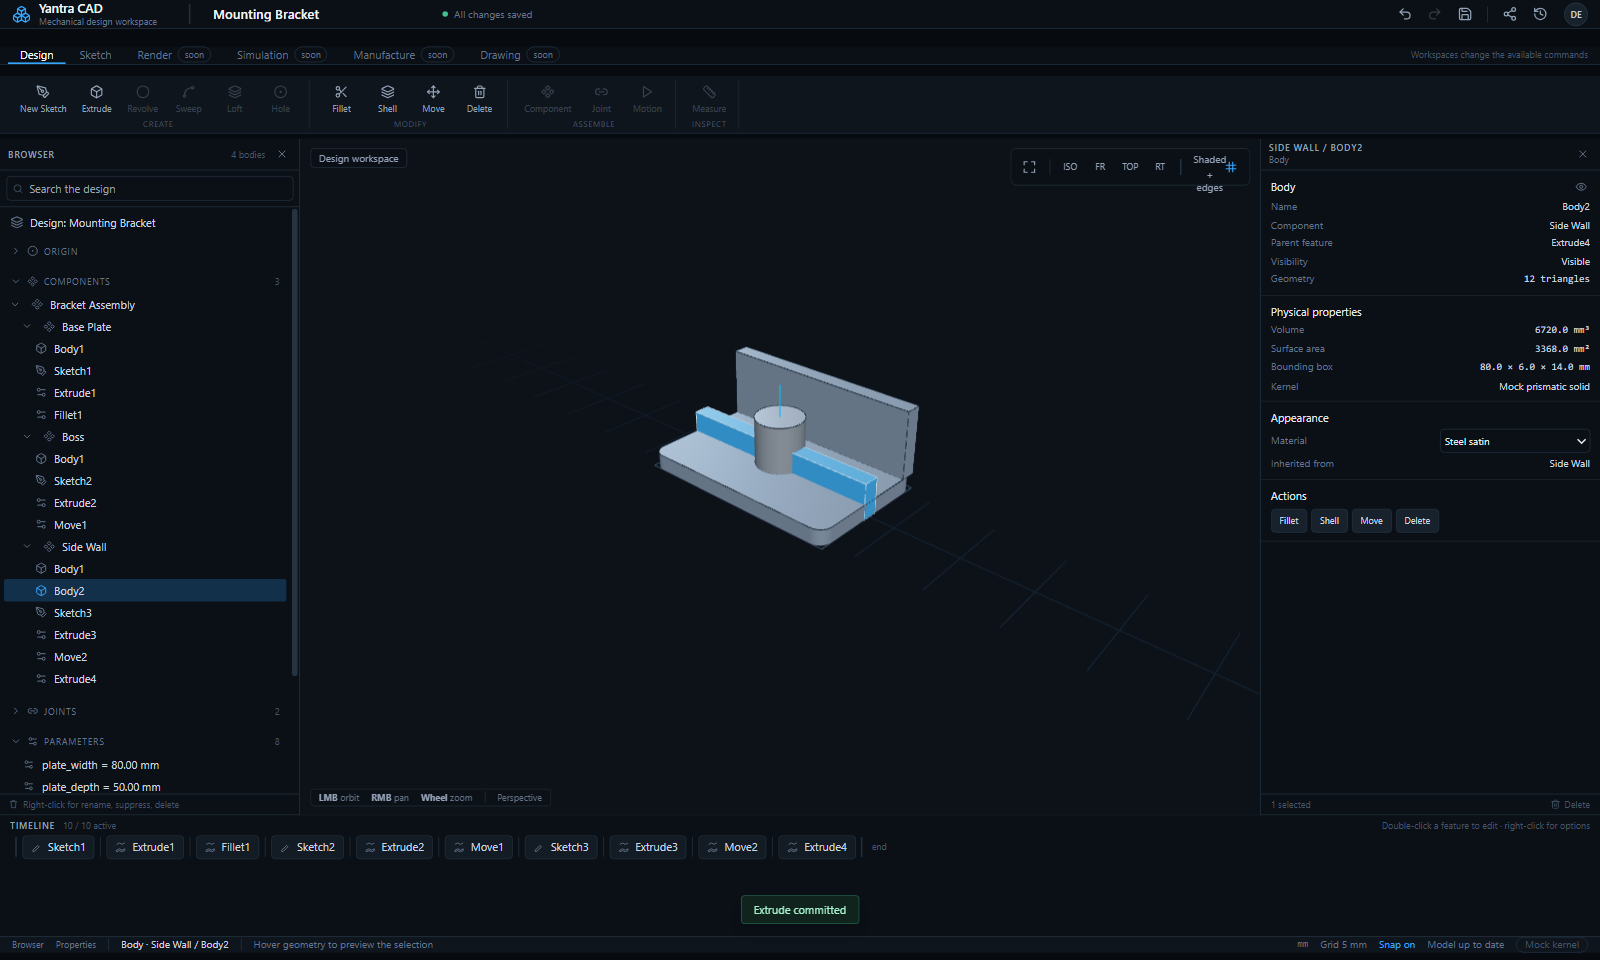 Yantra CAD
Mechanical design workspace
Mounting Bracket
All changes saved
DE
Design
Sketch
Render soon
Simulation soon
Manufacture soon
Drawing soon
Workspaces change the available commands
New Sketch
Extrude
Revolve
Sweep
Loft
Hole
CREATE
Fillet
Shell
Move
Delete
MODIFY
Component
Joint
Motion
ASSEMBLE
Measure
INSPECT
BROWSER
4 bodies
Search the design
Design: Mounting Bracket
ORIGIN
COMPONENTS 3
Bracket Assembly
Base Plate
Body1
Sketch1
Extrude1
Fillet1
Boss
Body1
Sketch2
Extrude2
Move1
Side Wall
Body1
Body2
Sketch3
Extrude3
Move2
Extrude4
JOINTS 2
PARAMETERS 8
plate_width = 80.00 mm
plate_depth = 50.00 mm
Right-click for rename, suppress, delete
Design workspace
ISO
FR
TOP
RT
Shaded
+
edges
LMB orbit
RMB pan
Wheel zoom
Perspective
SIDE WALL / BODY2
Body
Body
Name Body2
Component Side Wall
Parent feature Extrude4
Visibility Visible
Geometry 12 triangles
Physical properties
Volume 6720.0 mm³
Surface area 3368.0 mm²
Bounding box 80.0 × 6.0 × 14.0 mm
Kernel Mock prismatic solid
Appearance
Material Steel satin
Inherited from Side Wall
Actions
Fillet
Shell
Move
Delete
1 selected
Delete
TIMELINE 10 / 10 active
Double-click a feature to edit · right-click for options
Sketch1
Extrude1
Fillet1
Sketch2
Extrude2
Move1
Sketch3
Extrude3
Move2
Extrude4
end
Extrude committed
Browser
Properties
Body · Side Wall / Body2
Hover geometry to preview the selection
mm
Grid 5 mm
Snap on
Model up to date
Mock kernel